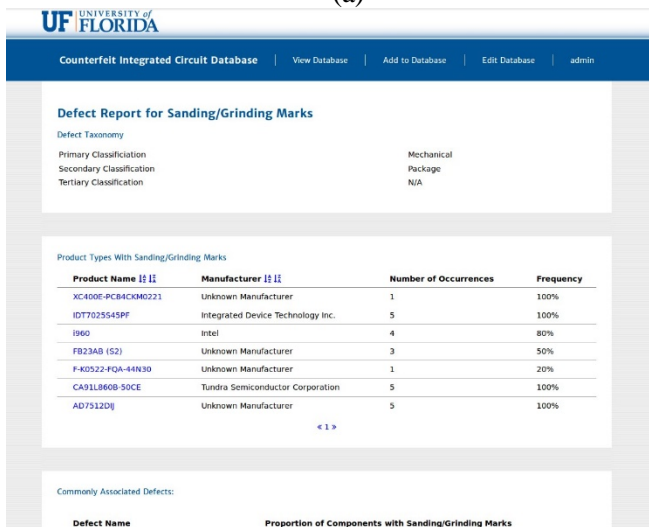 (a)
UF UNIVERSITY of
FLORIDA
Counterfeit Integrated Circuit Database | View Database | Add to Database | Edit Database | admin
Defect Report for Sanding/Grinding Marks
Defect Taxonomy
Primary Classificiation Mechanical
Secondary Classification Package
Tertiary Classification N/A
Product Types With Sanding/Grinding Marks
Product Name Manufacturer Number of Occurrences Frequency
XC400E-PC84CKM0221 Unknown Manufacturer 1 100%
IDT7025S45PF Integrated Device Technology Inc. 5 100%
i960 Intel 4 80%
FB23AB (S2) Unknown Manufacturer 3 50%
F-K0522-FQA-44N30 Unknown Manufacturer 1 20%
CA91L860B-50CE Tundra Semiconductor Corporation 5 100%
AD7512DIJ Unknown Manufacturer 5 100%
« 1 »
Commonly Associated Defects:
Defect Name Proportion of Components with Sanding/Grinding Marks